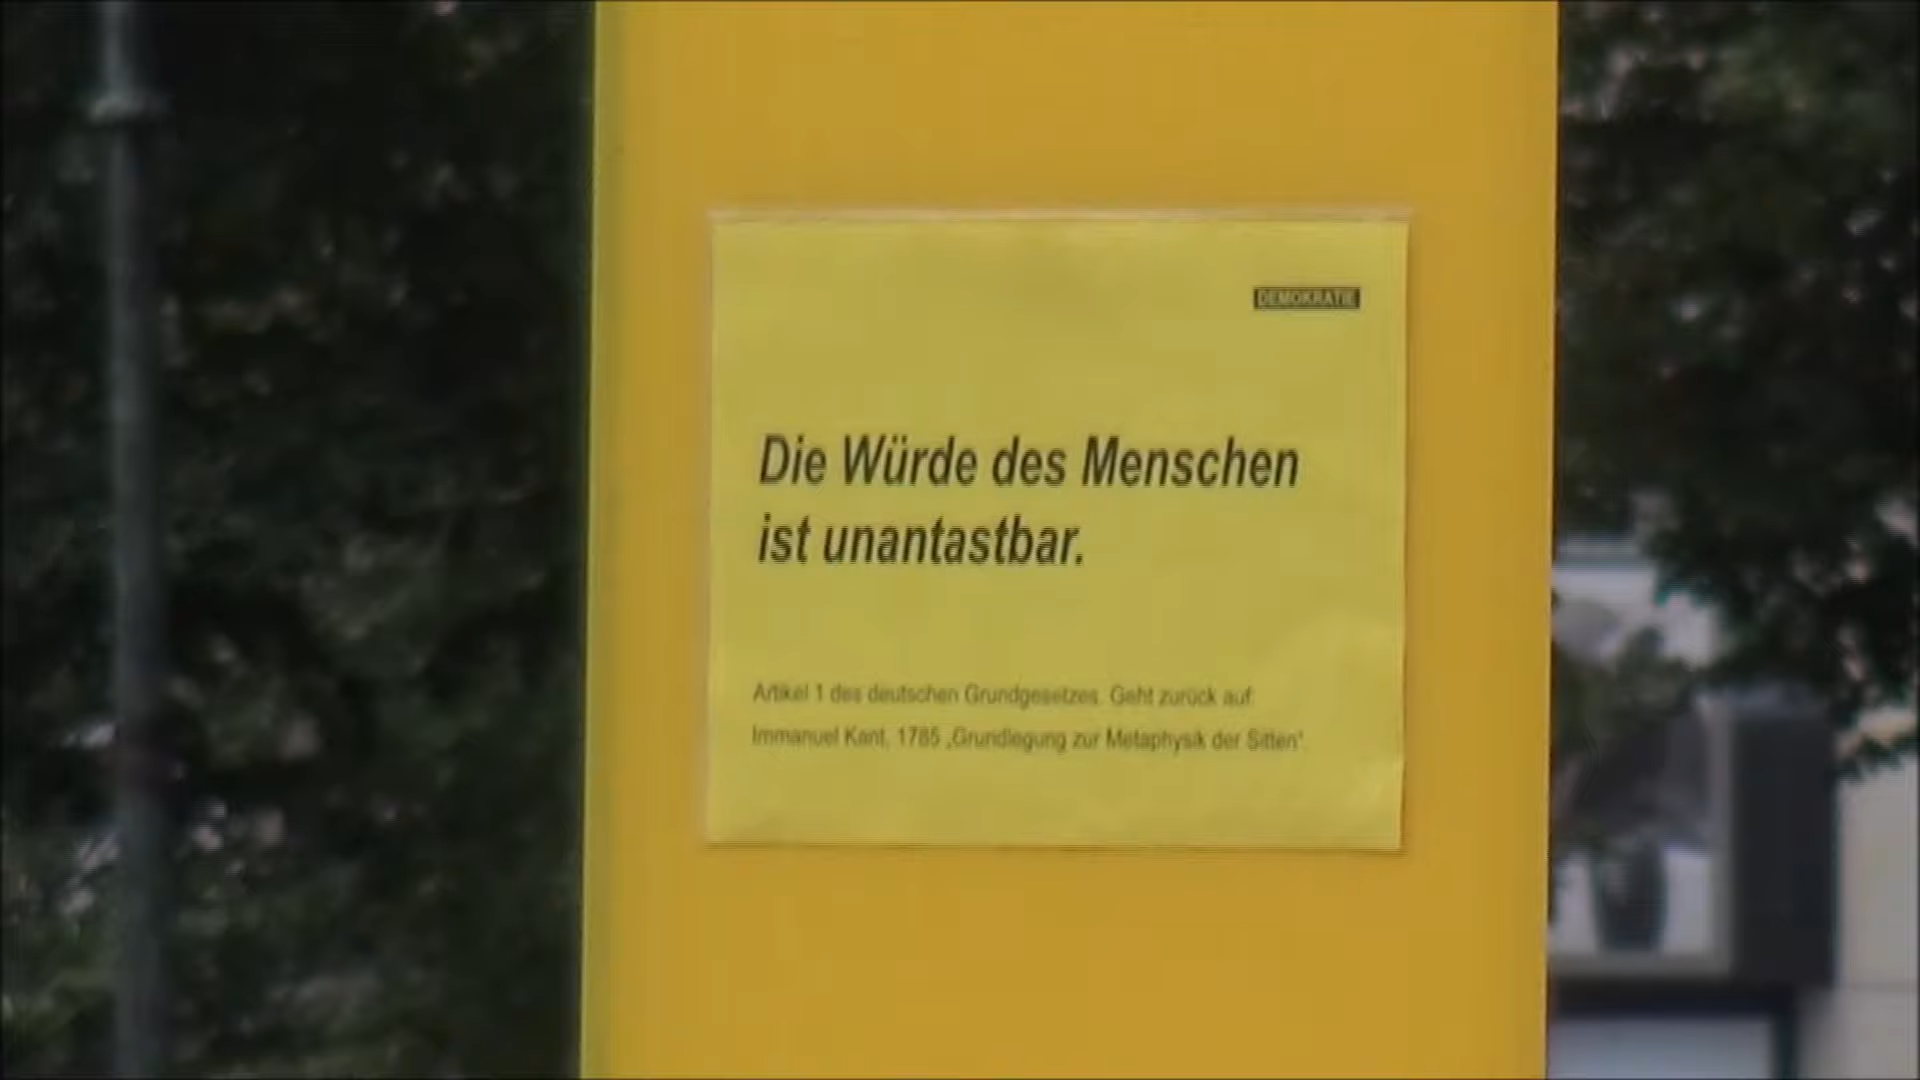 DEMOKRATIE
Die Würde des Menschen
ist unantastbar.
Artikel 1 des deutschen Grundgesetzes. Geht zurück auf:
Immanuel Kant, 1785 „Grundlegung zur Metaphysik der Sitten“.